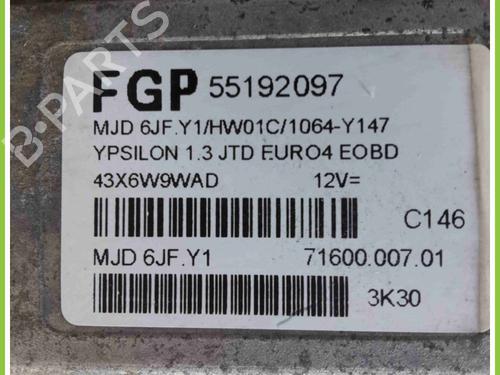 FGP 55192097
MJD 6JF.Y1/HW01C/1064-Y147
YPSILON 1.3 JTD EURO4 EOBD
43X6W9WAD 12V=
C146
MJD 6JF.Y1 71600.007.01
3K30
B-PARTS